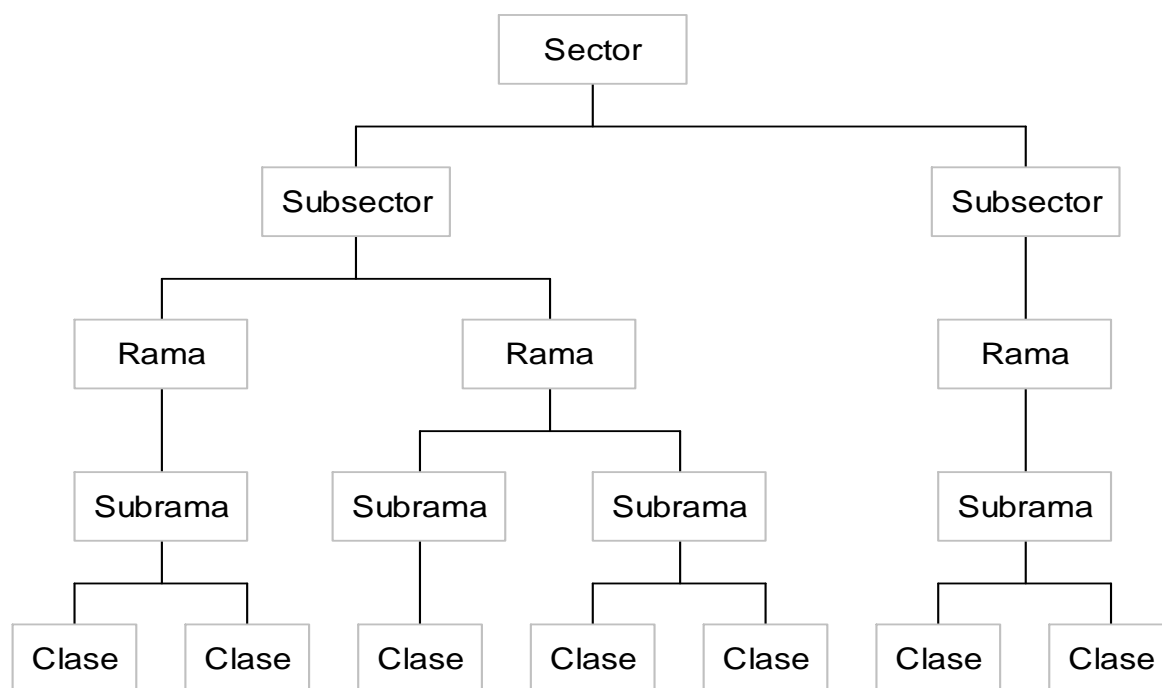 Sector
Subsector Subsector
Rama Rama Rama
Subrama Subrama Subrama Subrama
Clase Clase Clase Clase Clase Clase Clase